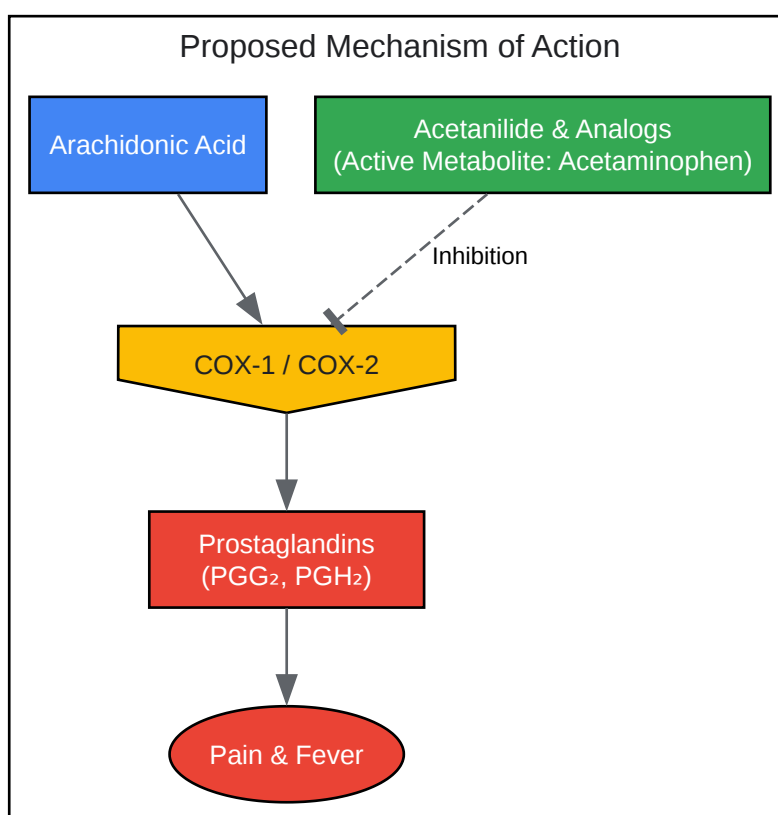 Proposed Mechanism of Action
Arachidonic Acid
Acetanilide & Analogs
(Active Metabolite: Acetaminophen)
Inhibition
COX-1 / COX-2
Prostaglandins
(PGG₂, PGH₂)
Pain & Fever